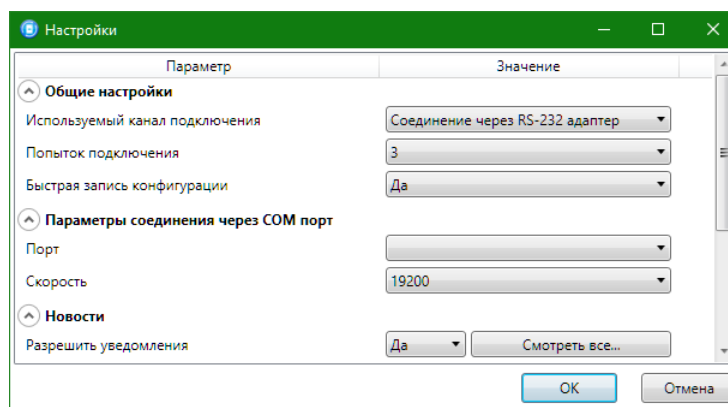 Настройки
Параметр Значение
Общие настройки
Используемый канал подключения Соединение через RS-232 адаптер
Попыток подключения 3
Быстрая запись конфигурации Да
Параметры соединения через COM порт
Порт
Скорость 19200
Новости
Разрешить уведомления Да Смотреть все...
OK Отмена